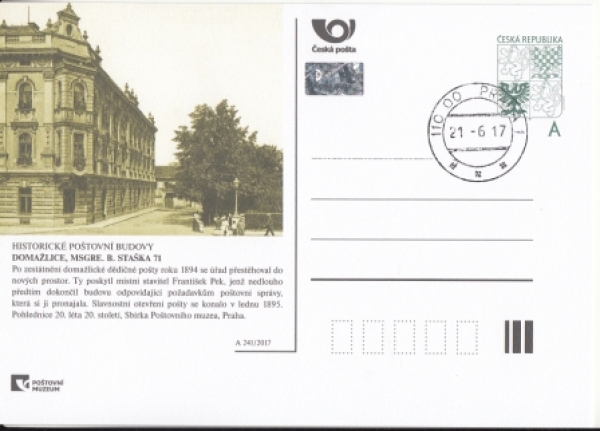 HISTORICKÉ POŠTOVNÍ BUDOVY
DOMAŽLICE, MSGRE. B. STAŠKA 71
Po zestátnění domažlické dědičné pošty roku 1894 se úřad přestěhoval do
nových prostor. Ty poskytl místní stavitel František Pek, jenž nedlouho
předtím dokončil budovu odpovídající požadavkům poštovní správy,
která si ji pronajala. Slavnostní otevření pošty se konalo v lednu 1895.
Pohlednice 20. léta 20. století, Sbírka Poštovního muzea, Praha.
A 241/2017
POŠTOVNÍ
MUZEUM
Česká pošta
ČESKÁ REPUBLIKA
A
110 00 PRAHA 1
21 -6 17